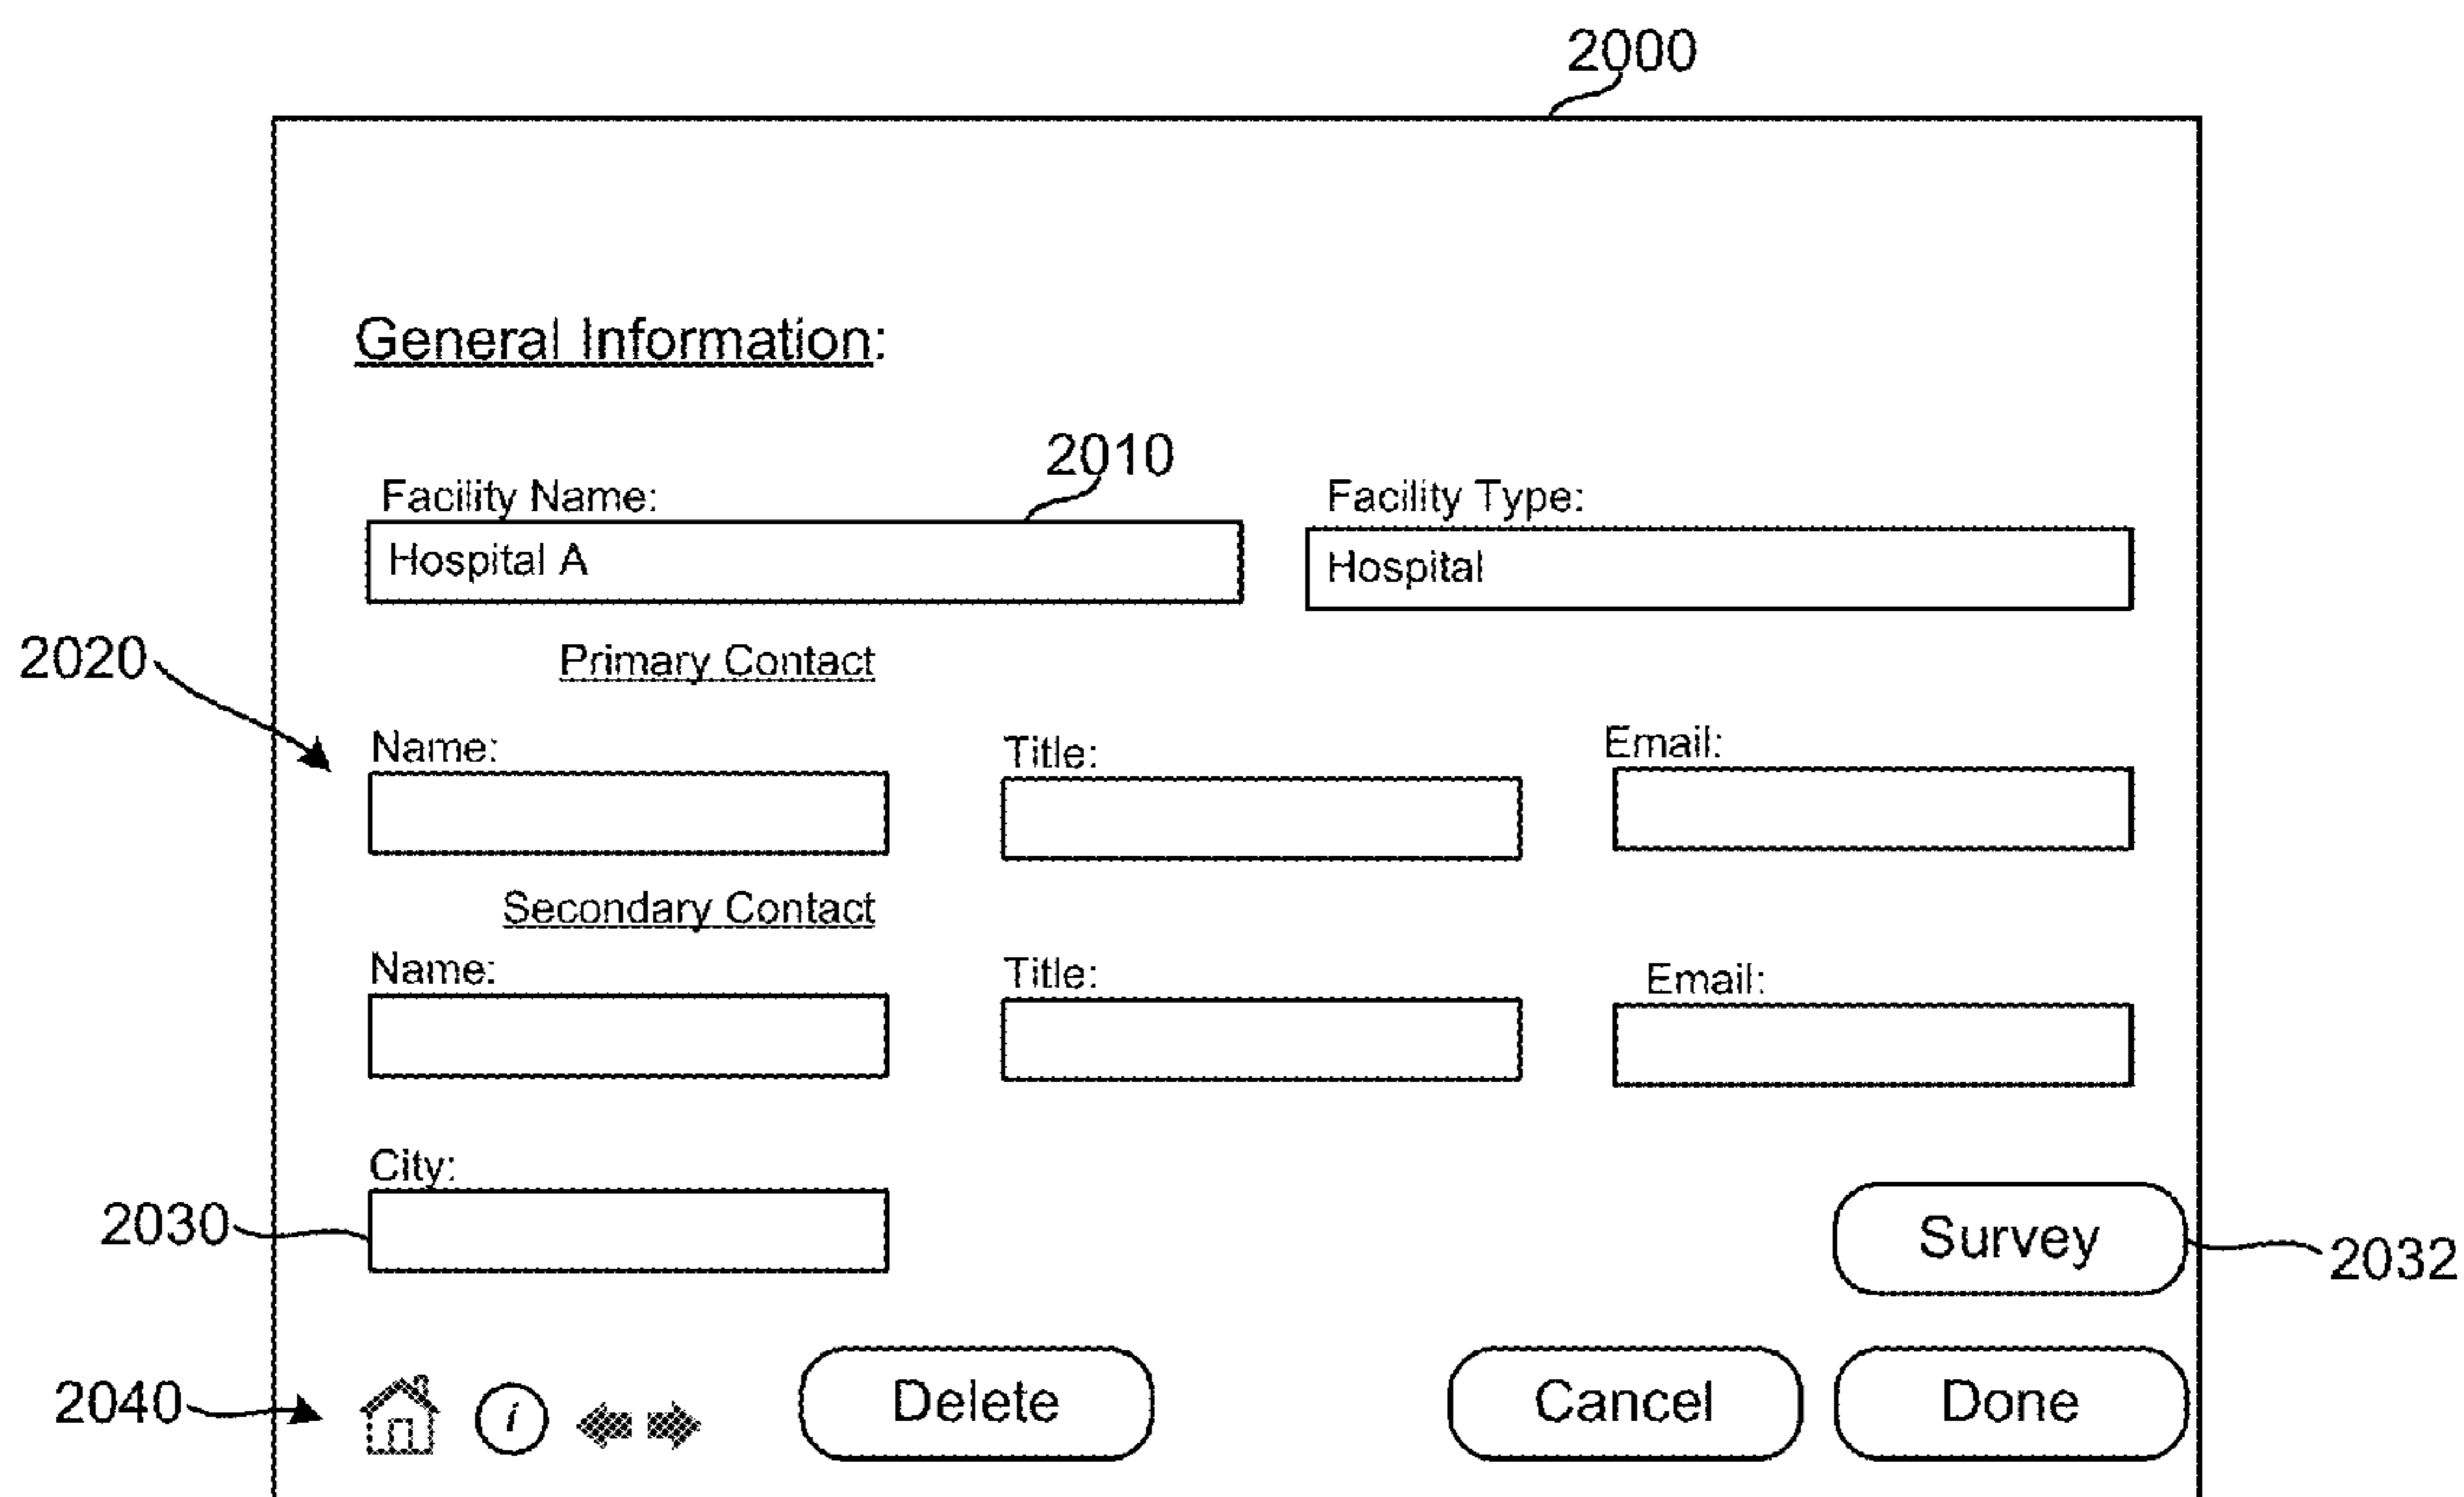 2000
General Information:
2010
Facility Name: Facility Type:
Hospital A Hospital
2020
Primary Contact
Name: Title: Email:
Secondary Contact
Name: Title: Email:
City:
2030
Survey
2032
2040
i
Delete Cancel Done